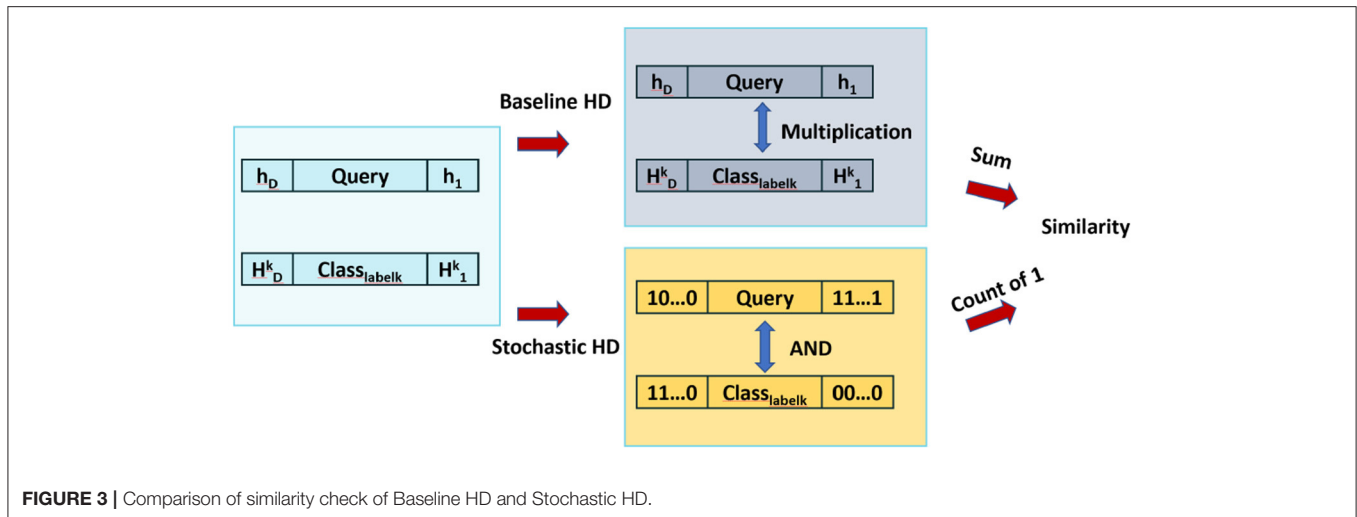 h_D Query h_1
H^k_D Class_labelk H^k_1
Baseline HD
Stochastic HD
h_D Query h_1
Multiplication
H^k_D Class_labelk H^k_1
10...0 Query 11...1
AND
11...0 Class_labelk 00...0
Sum
Similarity
Count of 1
FIGURE 3 | Comparison of similarity check of Baseline HD and Stochastic HD.